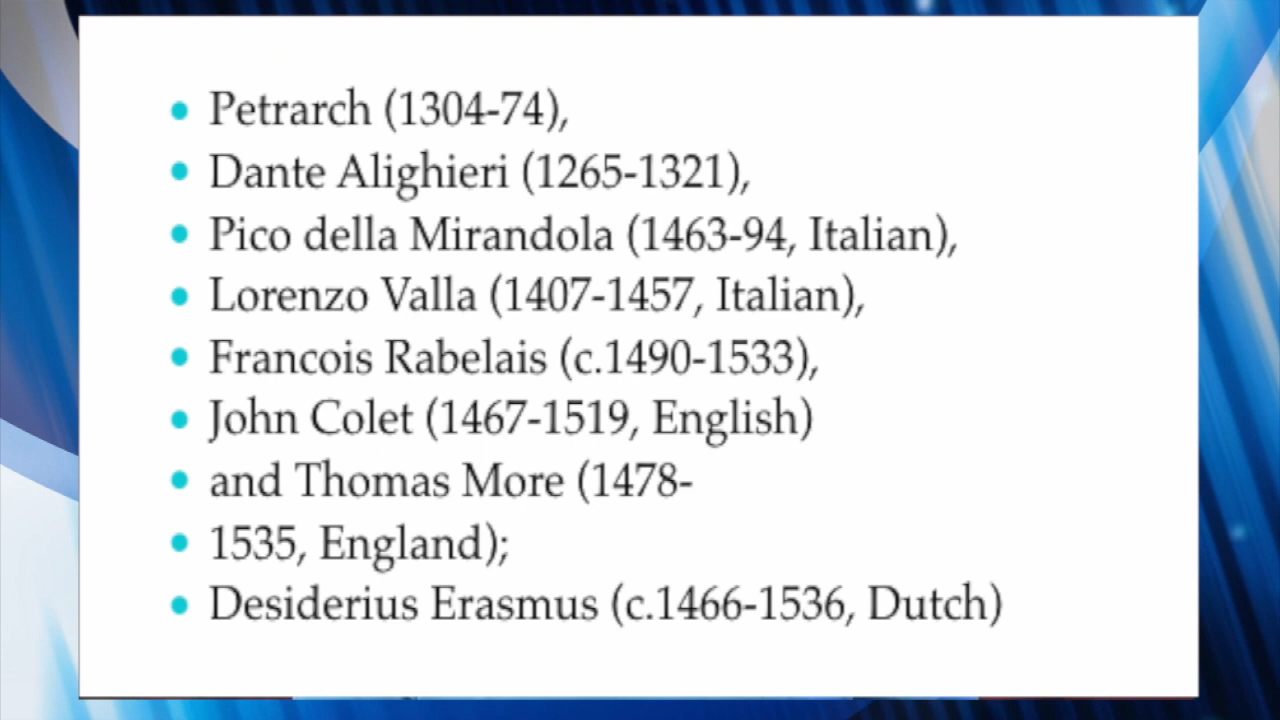 • Petrarch (1304-74),
• Dante Alighieri (1265-1321),
• Pico della Mirandola (1463-94, Italian),
• Lorenzo Valla (1407-1457, Italian),
• Francois Rabelais (c.1490-1533),
• John Colet (1467-1519, English)
• and Thomas More (1478-
• 1535, England);
• Desiderius Erasmus (c.1466-1536, Dutch)